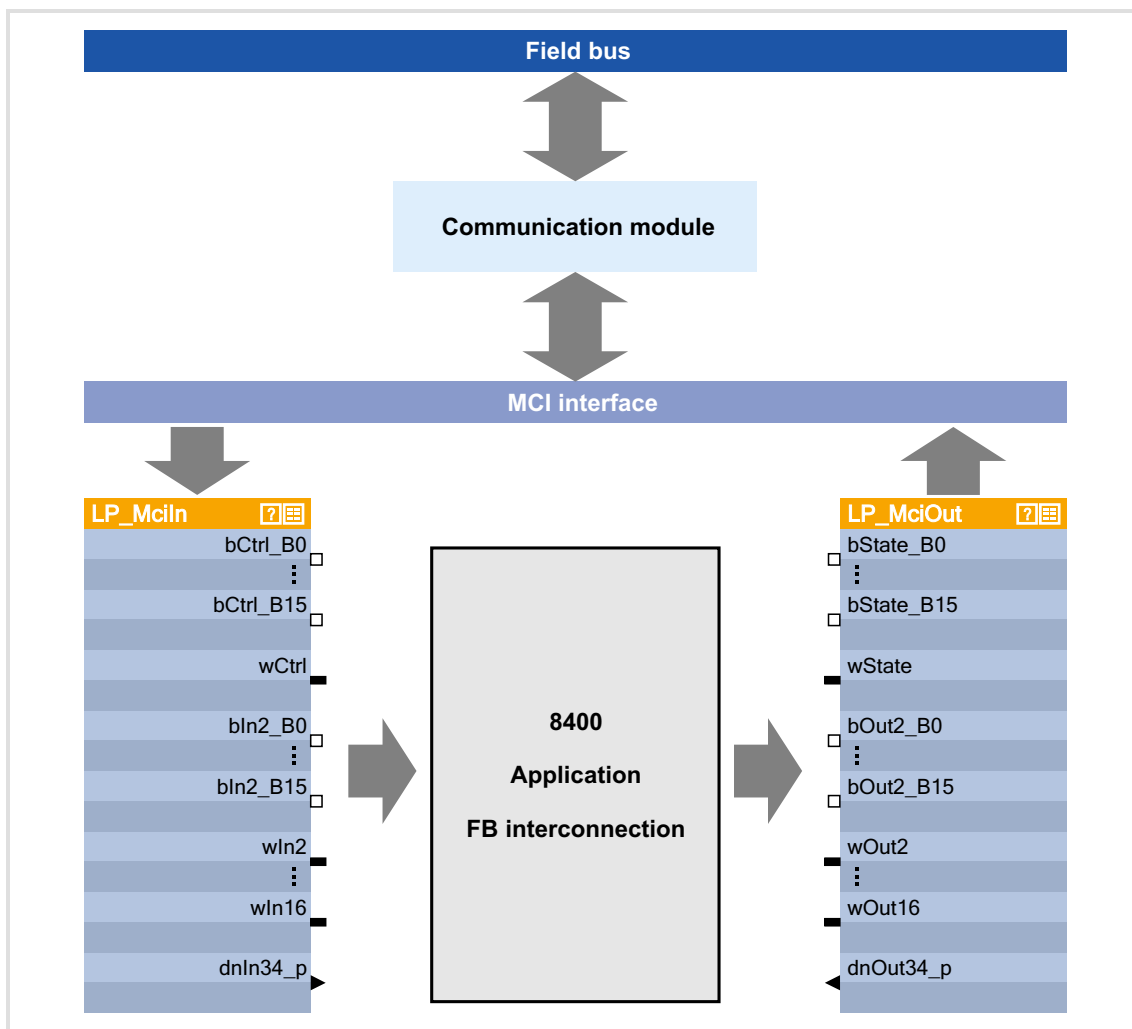 Field bus
Communication module
MCI interface
LP_MciIn
bCtrl_B0
bCtrl_B15
wCtrl
bIn2_B0
bIn2_B15
wIn2
wIn16
dnIn34_p
8400
Application
FB interconnection
LP_MciOut
bState_B0
bState_B15
wState
bOut2_B0
bOut2_B15
wOut2
wOut16
dnOut34_p